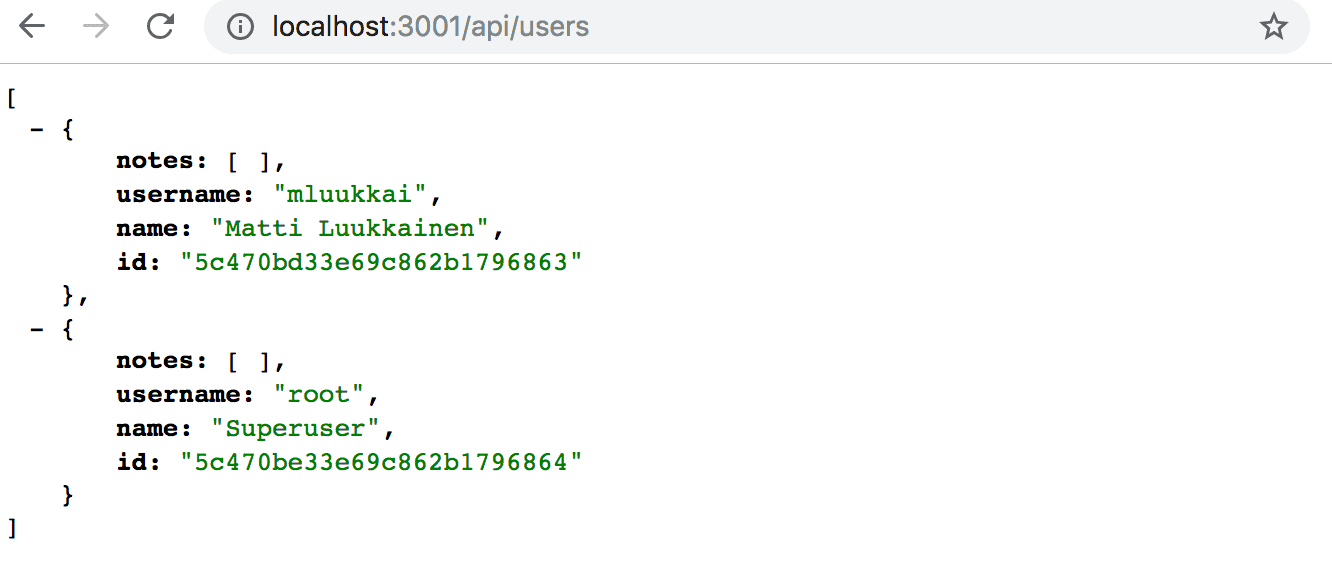 localhost:3001/api/users
[
- {
notes: [ ],
username: "mluukkai",
name: "Matti Luukkainen",
id: "5c470bd33e69c862b1796863"
},
- {
notes: [ ],
username: "root",
name: "Superuser",
id: "5c470be33e69c862b1796864"
}
]